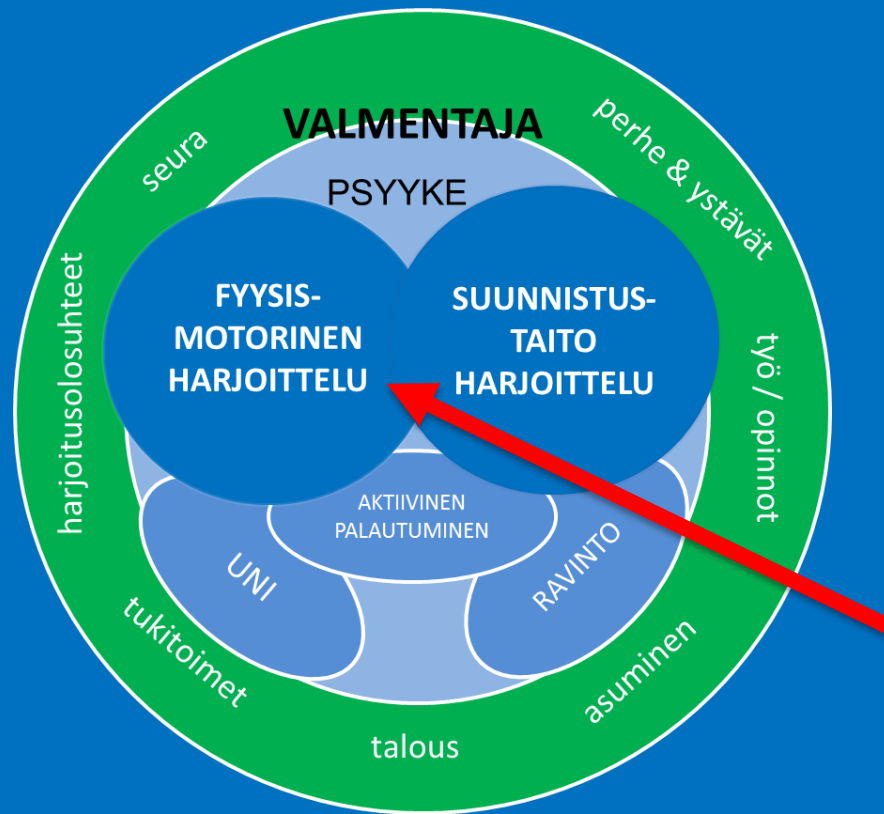 VALMENTAJA
PSYYKE
seura
perhe & ystävät
harjoitusolosuhteet
FYYSIS-
MOTORINEN
HARJOITTELU
SUUNNISTUS-
TAITO
HARJOITTELU
työ / opinnot
AKTIIVINEN
PALAUTUMINEN
UNI
RAVINTO
tukitoimet
asuminen
talous